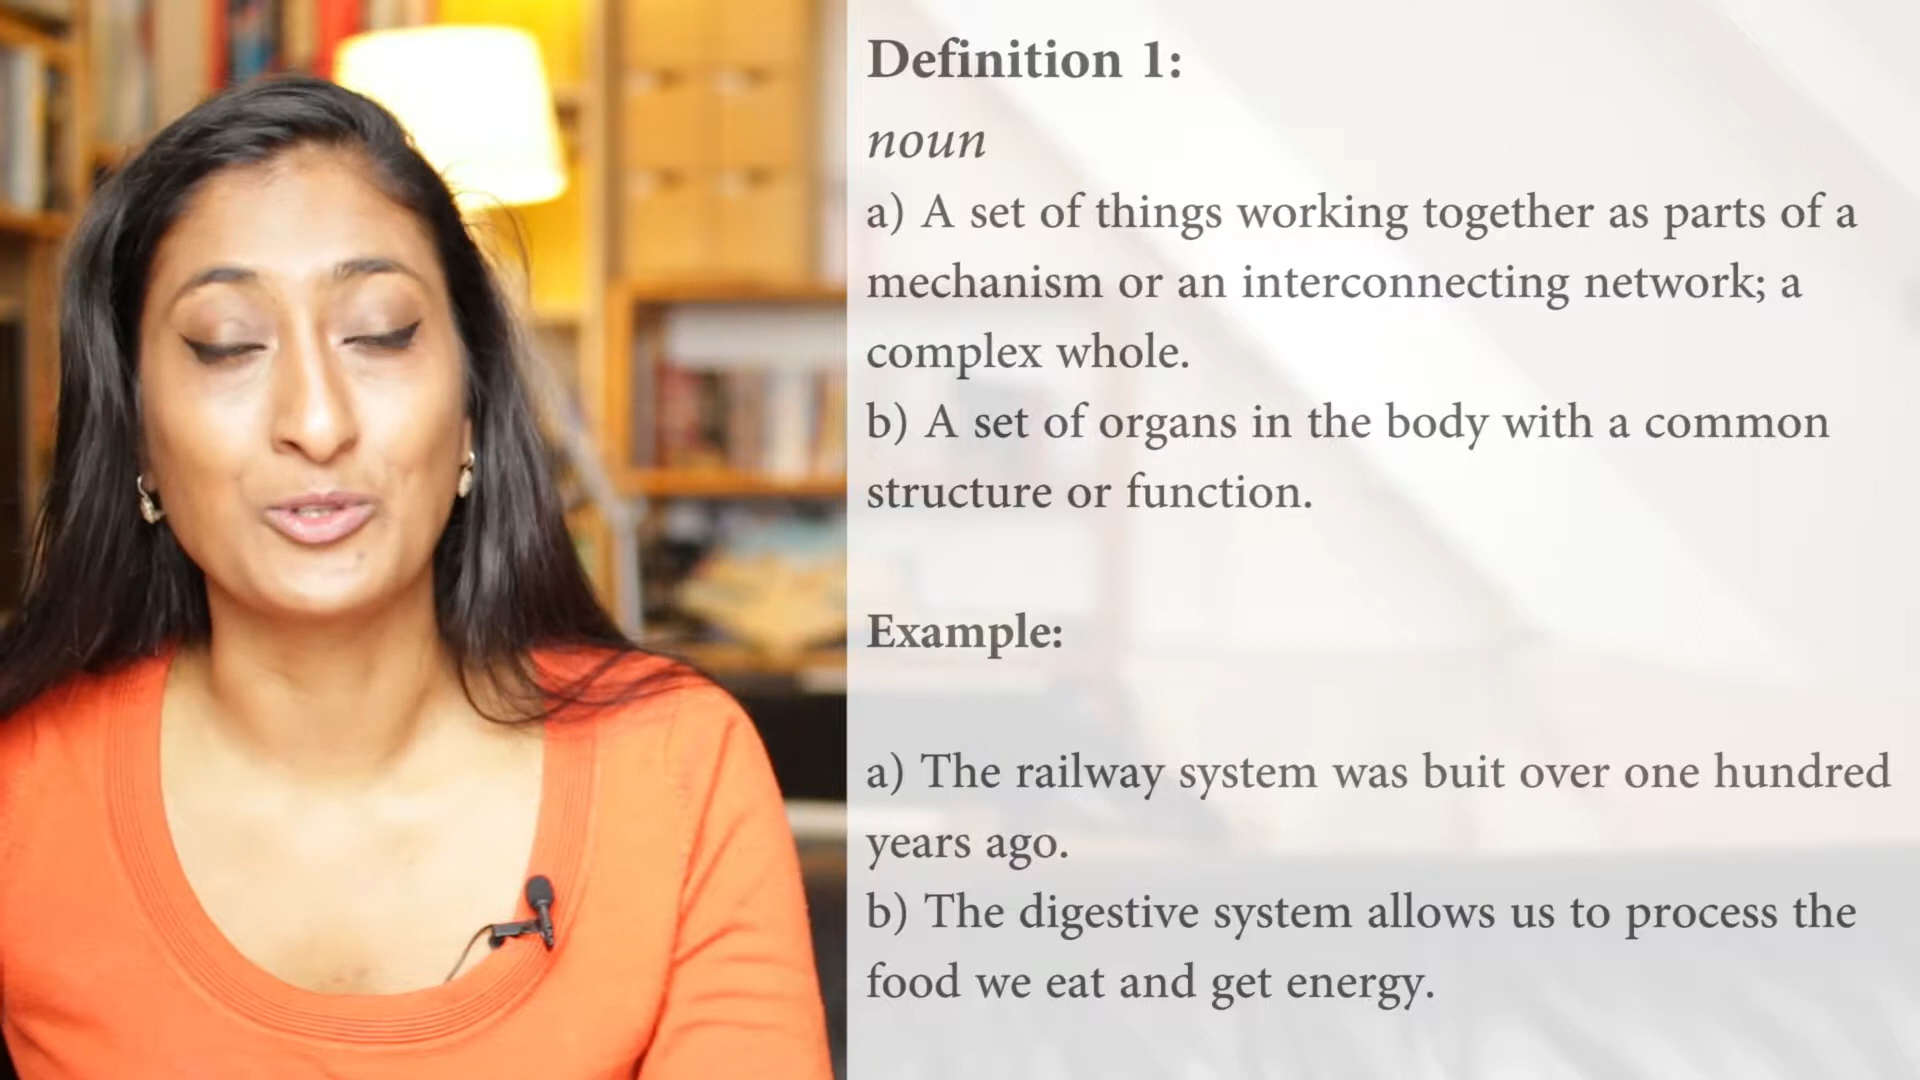 Definition 1:
noun
a) A set of things working together as parts of a
mechanism or an interconnecting network; a
complex whole.
b) A set of organs in the body with a common
structure or function.
Example:
a) The railway system was buit over one hundred
years ago.
b) The digestive system allows us to process the
food we eat and get energy.